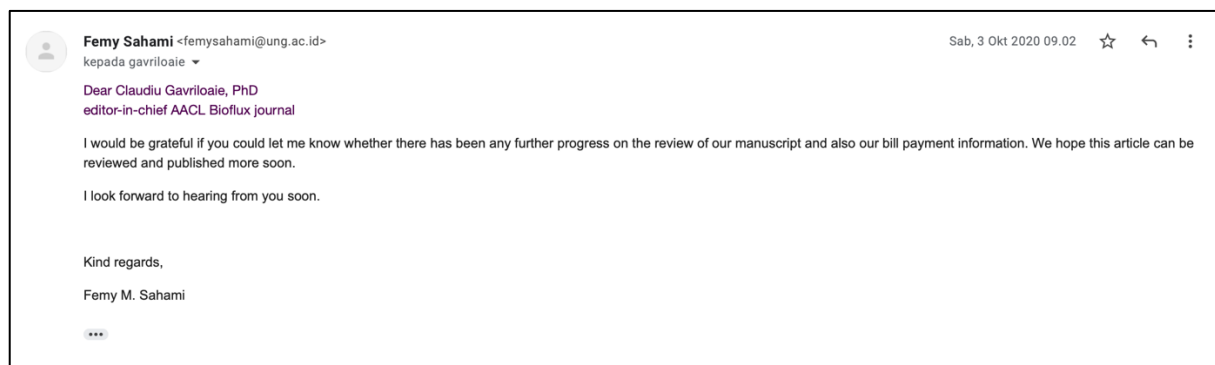 Femy Sahami <femysahami@ung.ac.id>
Sab, 3 Okt 2020 09.02
kepada gavriloaie
Dear Claudiu Gavriloaie, PhD
editor-in-chief AACL Bioflux journal
I would be grateful if you could let me know whether there has been any further progress on the review of our manuscript and also our bill payment information. We hope this article can be
reviewed and published more soon.
I look forward to hearing from you soon.
Kind regards,
Femy M. Sahami